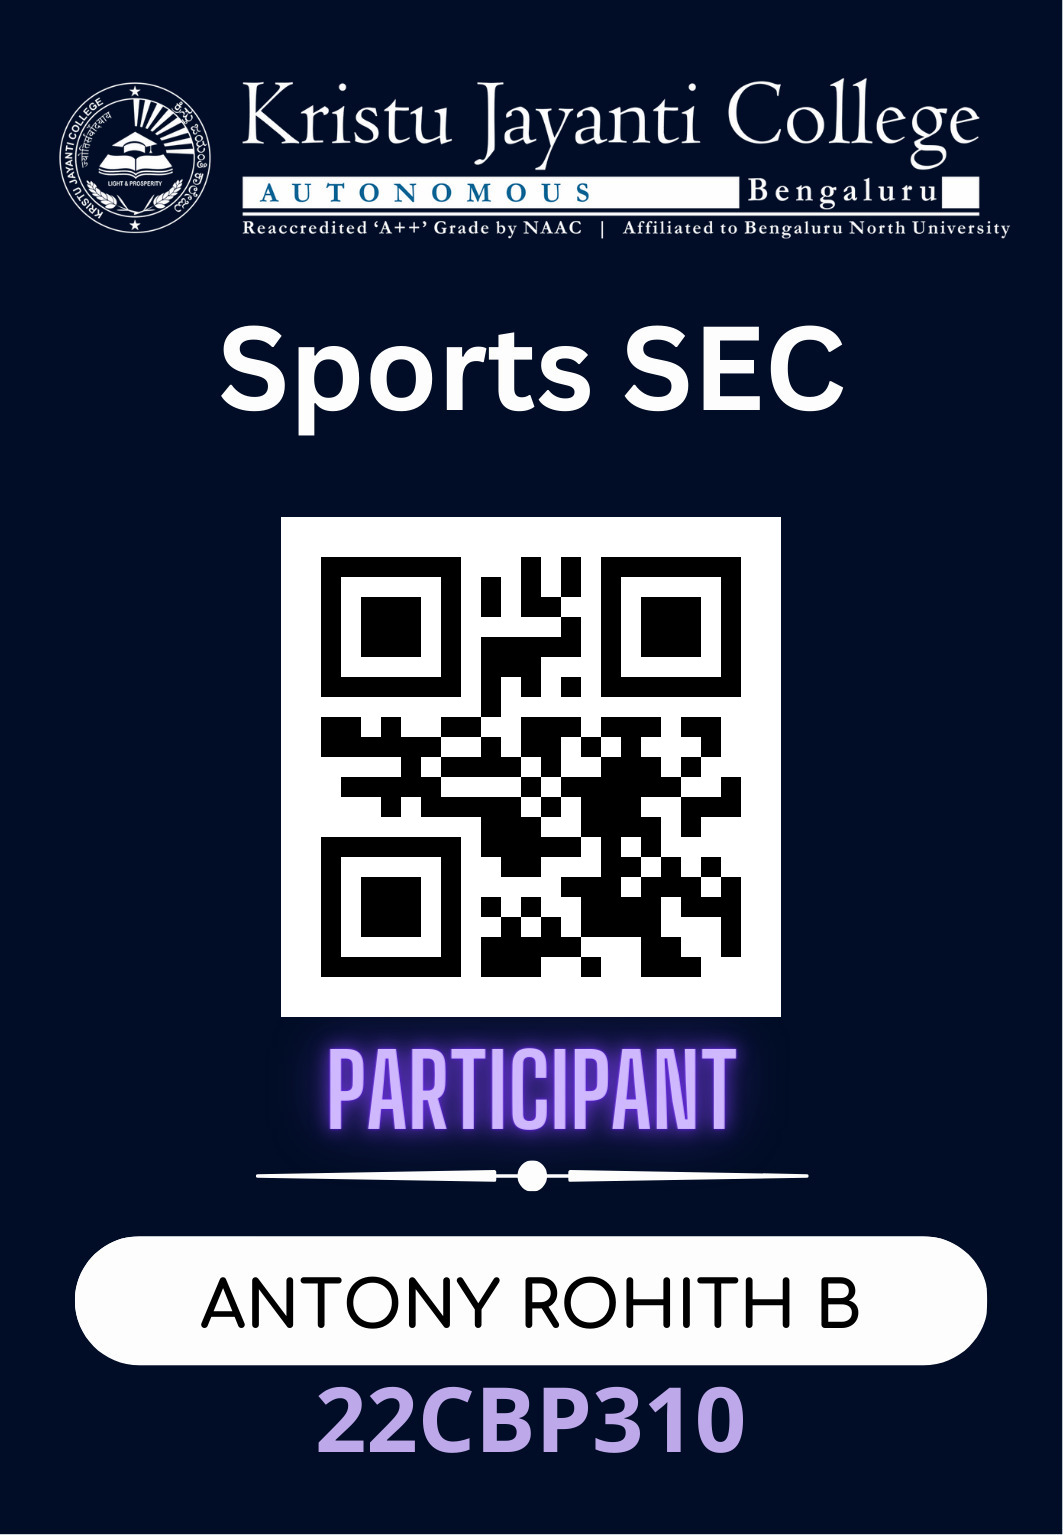 Kristu Jayanti College
AUTONOMOUS Bengaluru
Reaccredited ‘A++’ Grade by NAAC | Affiliated to Bengaluru North University
KRISTU JAYANTI COLLEGE
LIGHT & PROSPERITY
Sports SEC
PARTICIPANT
ANTONY ROHITH B
22CBP310